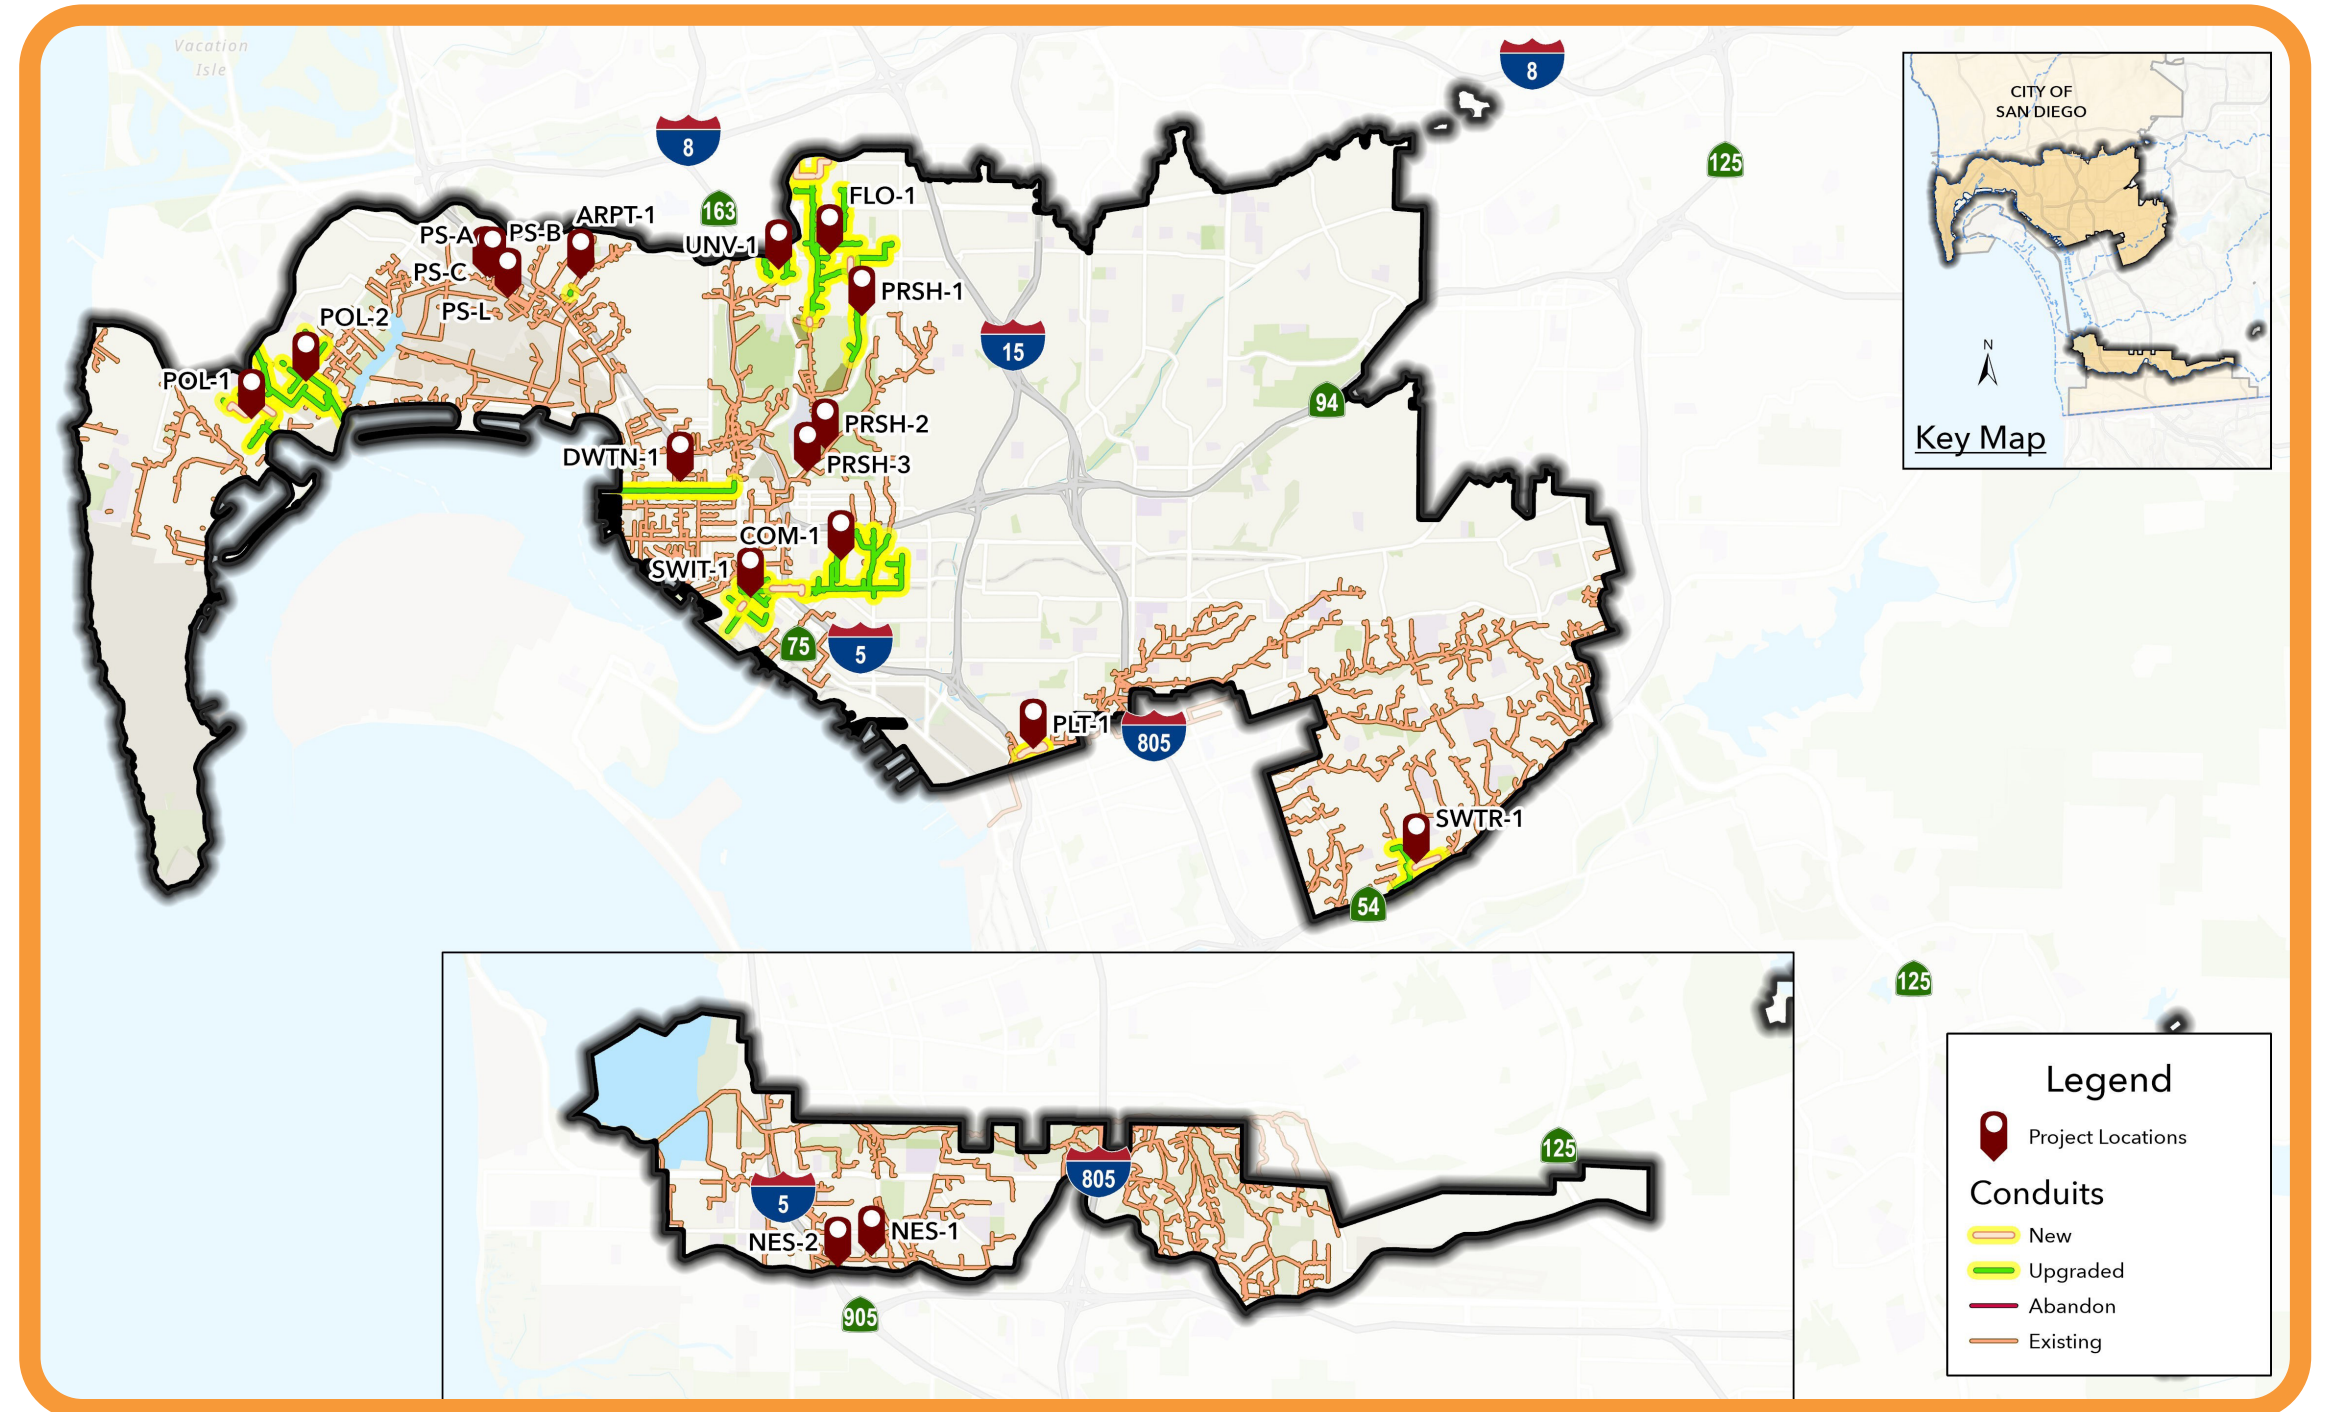 Vacation
Isle
8
8
125
163
CITY OF
SAN DIEGO
N
Key Map
FLO-1
ARPT-1
PS-A
PS-B
UNV-1
PS-C
PRSH-1
PS-L
POL-2
15
POL-1
94
PRSH-2
DWTN-1
PRSH-3
COM-1
SWIT-1
75
5
PLT-1
805
SWTR-1
54
125
125
805
5
NES-2
NES-1
905
Legend
Project Locations
Conduits
New
Upgraded
Abandon
Existing